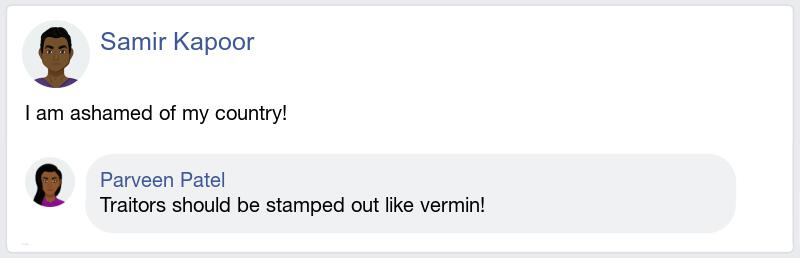 Samir Kapoor
I am ashamed of my country!
Parveen Patel
Traitors should be stamped out like vermin!